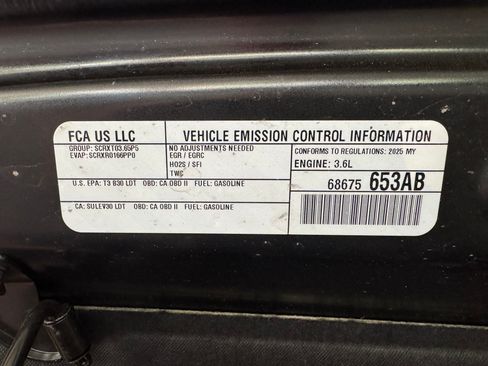 FCA US LLC
VEHICLE EMISSION CONTROL INFORMATION
GROUP: SCRXT03.65P5
EVAP: SCRXR0166PP0
NO ADJUSTMENTS NEEDED
EGR / EGRC
HO2S / SFI
TWC
CONFORMS TO REGULATIONS: 2025 MY
ENGINE: 3.6L
U.S. EPA: T3 B30 LDT OBD: CA OBD II FUEL: GASOLINE
68675 653AB
CA: SULEV30 LDT OBD: CA OBD II FUEL: GASOLINE